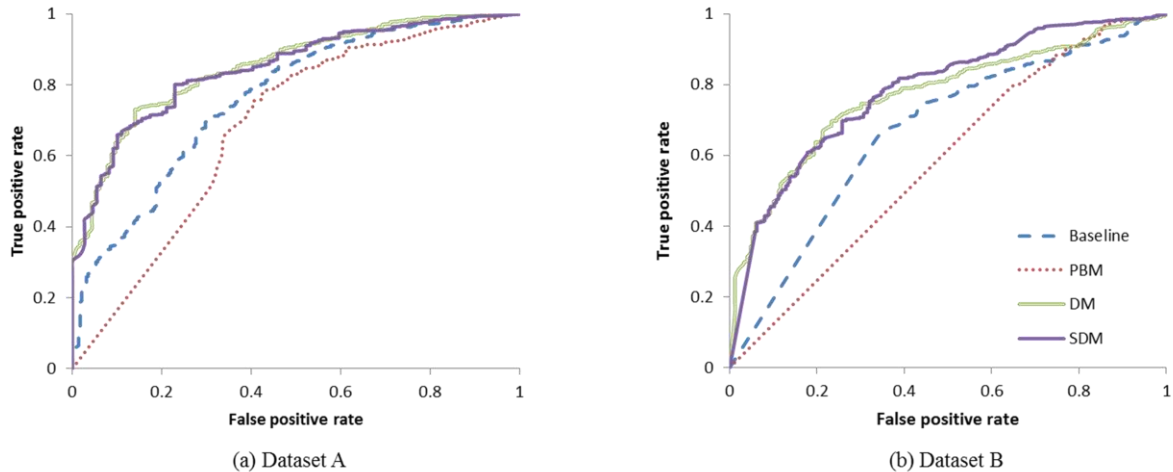 1
0.8
0.6
0.4
0.2
0
True positive rate
0 0.2 0.4 0.6 0.8 1
False positive rate
(a) Dataset A
1
0.8
0.6
0.4
0.2
0
True positive rate
Baseline
PBM
DM
SDM
0 0.2 0.4 0.6 0.8 1
False positive rate
(b) Dataset B